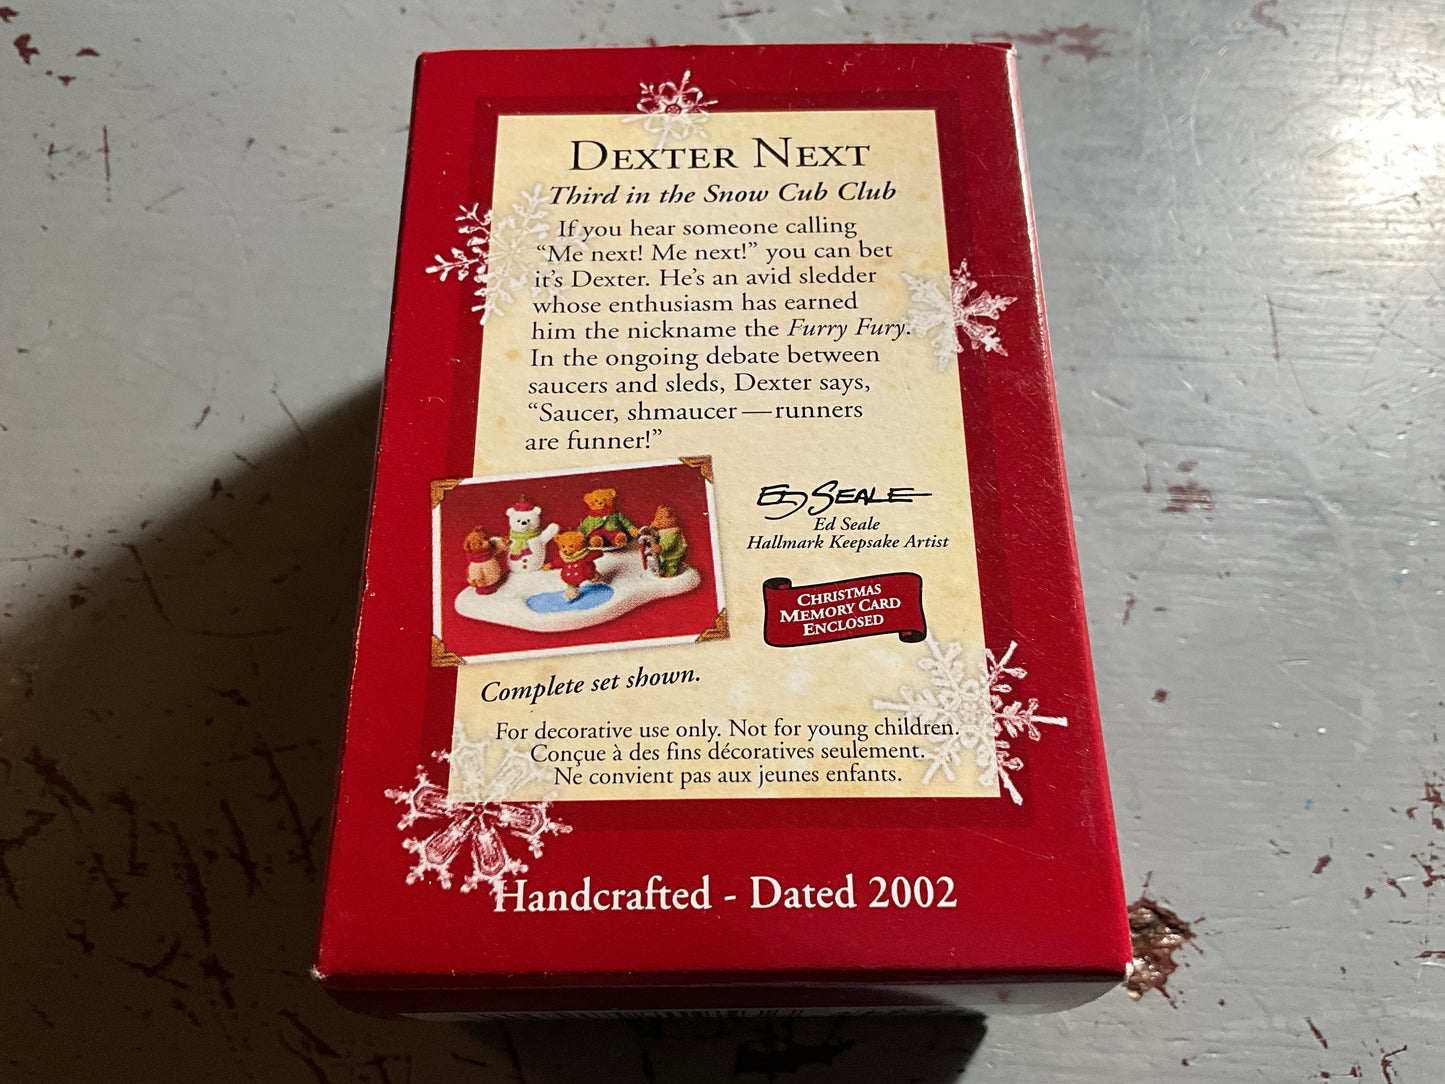 DEXTER NEXT
Third in the Snow Cub Club
If you hear someone calling
“Me next! Me next!” you can bet
it’s Dexter. He’s an avid sledder
whose enthusiasm has earned
him the nickname the Furry Fury.
In the ongoing debate between
saucers and sleds, Dexter says,
“Saucer, shmaucer—runners
are funner!”
ED SEALE
Ed Seale
Hallmark Keepsake Artist
CHRISTMAS
MEMORY CARD
ENCLOSED
Complete set shown.
For decorative use only. Not for young children.
Conçue à des fins décoratives seulement.
Ne convient pas aux jeunes enfants.
Handcrafted - Dated 2002